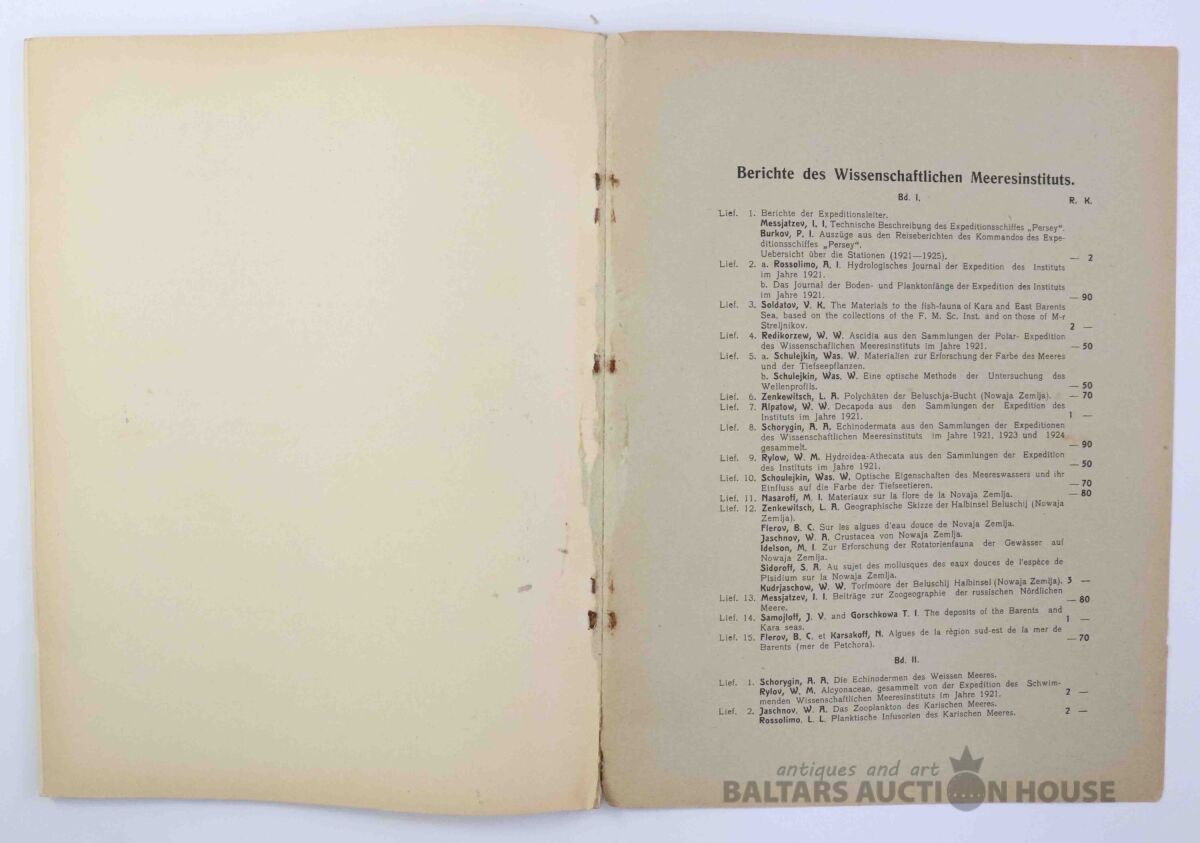 Berichte des Wissenschaftlichen Meeresinstituts.
Bd. I.
R. K.
Lief. 1. Berichte der Expeditionsleiter.
Messjatzev, I. I. Technische Beschreibung des Expeditionsschiffes „Persey".
Burkov, P. I. Auszüge aus den Reiseberichten des Kommandos des Expe-
ditionsschiffes „Persey".
Uebersicht über die Stationen (1921—1925). — 2
Lief. 2. a. Rossolimo, A. I. Hydrologisches Journal der Expedition des Instituts
im Jahre 1921.
b. Das Journal der Boden- und Planktonfänge der Expedition des Instituts
im Jahre 1921. — 90
Lief. 3. Soldatov, V. K. The Materials to the fish-fauna of Kara and East Barents
Sea, based on the collections of the F. M. Sc. Inst. and on those of M-r
Streljnikov. 2 —
Lief. 4. Redikorzew, W. W. Ascidia aus den Sammlungen der Polar- Expedition
des Wissenschaflichen Meeresinstituts im Jahre 1921. — 50
Lief. 5. a. Schulejkin, Was. W. Materialien zur Erforschung der Farbe des Meeres
und der Tiefseepflanzen.
b. Schulejkin, Was. W. Eine optische Methode der Untersuchung des
Wellenprofils. — 50
Lief. 6. Zenkewitsch, L. A. Polychäten der Beluschja-Bucht (Nowaja Zemlja). — 70
Lief. 7. Alpatow, W. W. Decapoda aus den Sammlungen der Expedition des
Instituts im Jahre 1921. 1 —
Lief. 8. Schorygin, A. A. Echinodermata aus den Sammlungen der Expeditionen
des Wissenschaftlichen Meeresinstituts im Jahre 1921, 1923 und 1924
gesammelt. — 90
Lief. 9. Rylow, W. M. Hydroidea-Athecata aus den Sammlungen der Expedition
des Instituts im Jahre 1921. — 50
Lief. 10. Schoulejkin, Was. W. Optische Eigenschaften des Meereswassers und ihr
Einfluss auf die Farbe der Tiefseetieren. — 70
Lief. 11. Nasaroff, M. I. Materiaux sur la flore de la Novaja Zemlja. — 80
Lief. 12. Zenkewitsch, L. A. Geographische Skizze der Halbinsel Beluschij (Nowaja
Zemlja).
Flerov, B. C. Sur les algues d'eau douce de Novaja Zemlja.
Jaschnov, W. A. Crustacea von Nowaja Zemlja.
Idelson, M. I. Zur Erforschung der Rotatorienfauna der Gewässer auf
Nowaja Zemlja.
Sidoroff, S. A. Au sujet des mollusques des eaux douces de l'espèce de
Pisidium sur la Nowaja Zemlja.
Kudrjaschow, W. W. Torfmoore der Beluschij Halbinsel (Nowaja Zemlja). 3 —
Lief. 13. Messjatzev, I. I. Beiträge zur Zoogeographie der russischen Nördlichen
Meere. — 80
Lief. 14. Samojloff, J. V. and Gorschkowa T. I. The deposits of the Barents and
Kara seas. 1 —
Lief. 15. Flerov, B. C. et Karsakoff, N. Algues de la règion sud-est de la mer de
Barents (mer de Petchora). — 70
Bd. II.
Lief. 1. Schorygin, A. A. Die Echinodermen des Weissen Meeres.
Rylov, W. M. Alcyonaceae, gesammelt von der Expedition des Schwim-
menden Wissenschaftlichen Meeresinstituts im Jahre 1921. 2 —
Lief. 2. Jaschnov, W. A. Das Zooplankton des Karischen Meeres.
Rossolimo. L. L. Planktische Infusorien des Karischen Meeres. 2 —
antiques and art
BALTARS AUCTION HOUSE